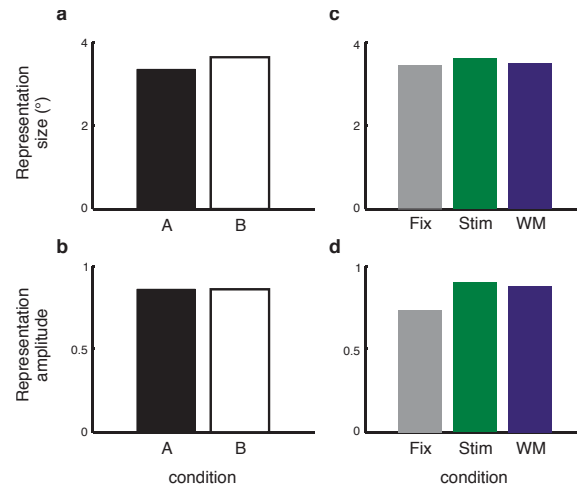 a
Representation
size (°)
4
2
0
A B
c
4
2
0
Fix Stim WM
b
Representation
amplitude
1
0.5
0
A B
condition
d
1
0.5
0
Fix Stim WM
condition